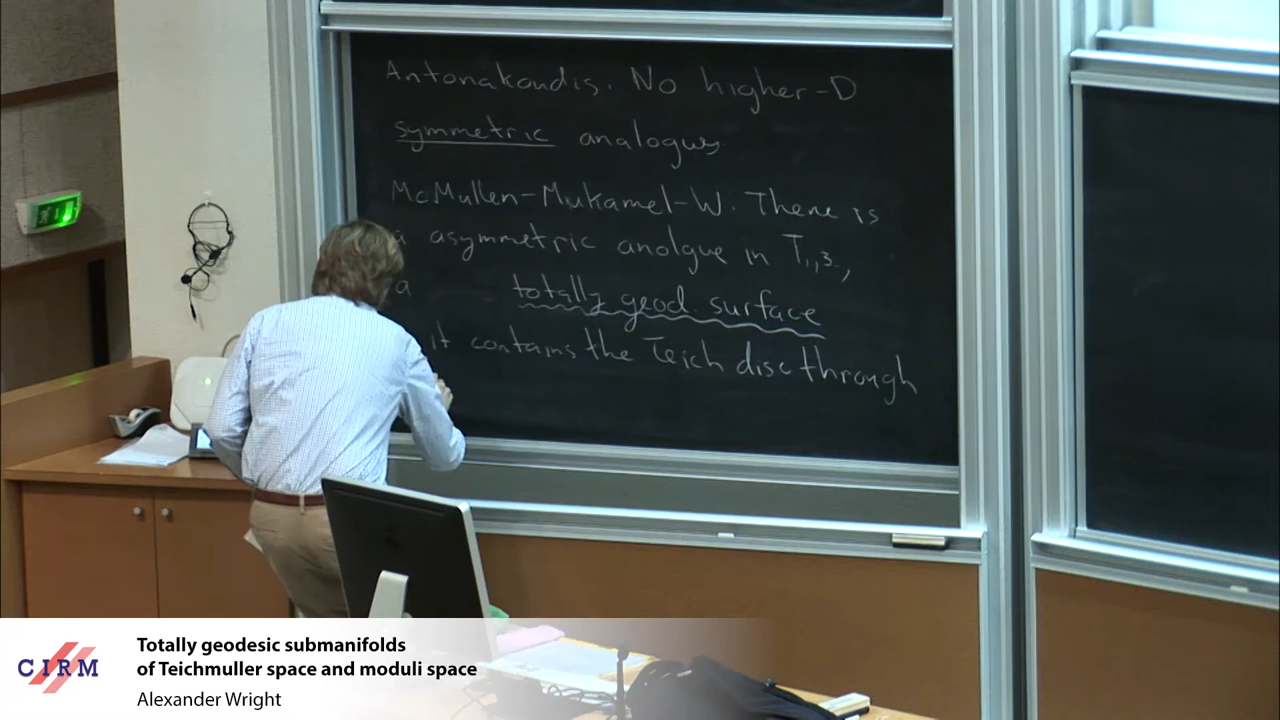 Antonakoudis. No higher-D
symmetric analogues
McMullen-Mukamel-W. There is
a asymmetric anolgue in T1,3.,
a totally geod. surface
it contains the Teich disc through
CIRM
Totally geodesic submanifolds
of Teichmuller space and moduli space
Alexander Wright